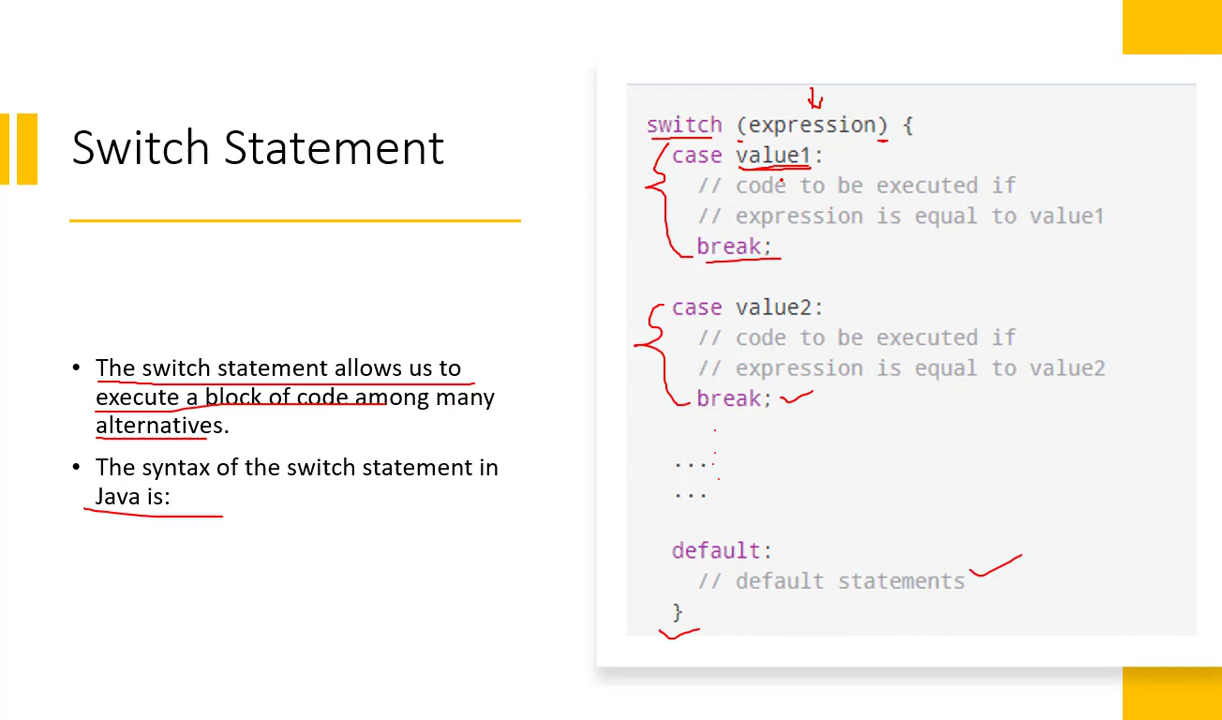 Switch Statement
• The switch statement allows us to
execute a block of code among many
alternatives.
• The syntax of the switch statement in
Java is:
switch (expression) {
case value1:
// code to be executed if
// expression is equal to value1
break;
case value2:
// code to be executed if
// expression is equal to value2
break;
...
...
default:
// default statements
}